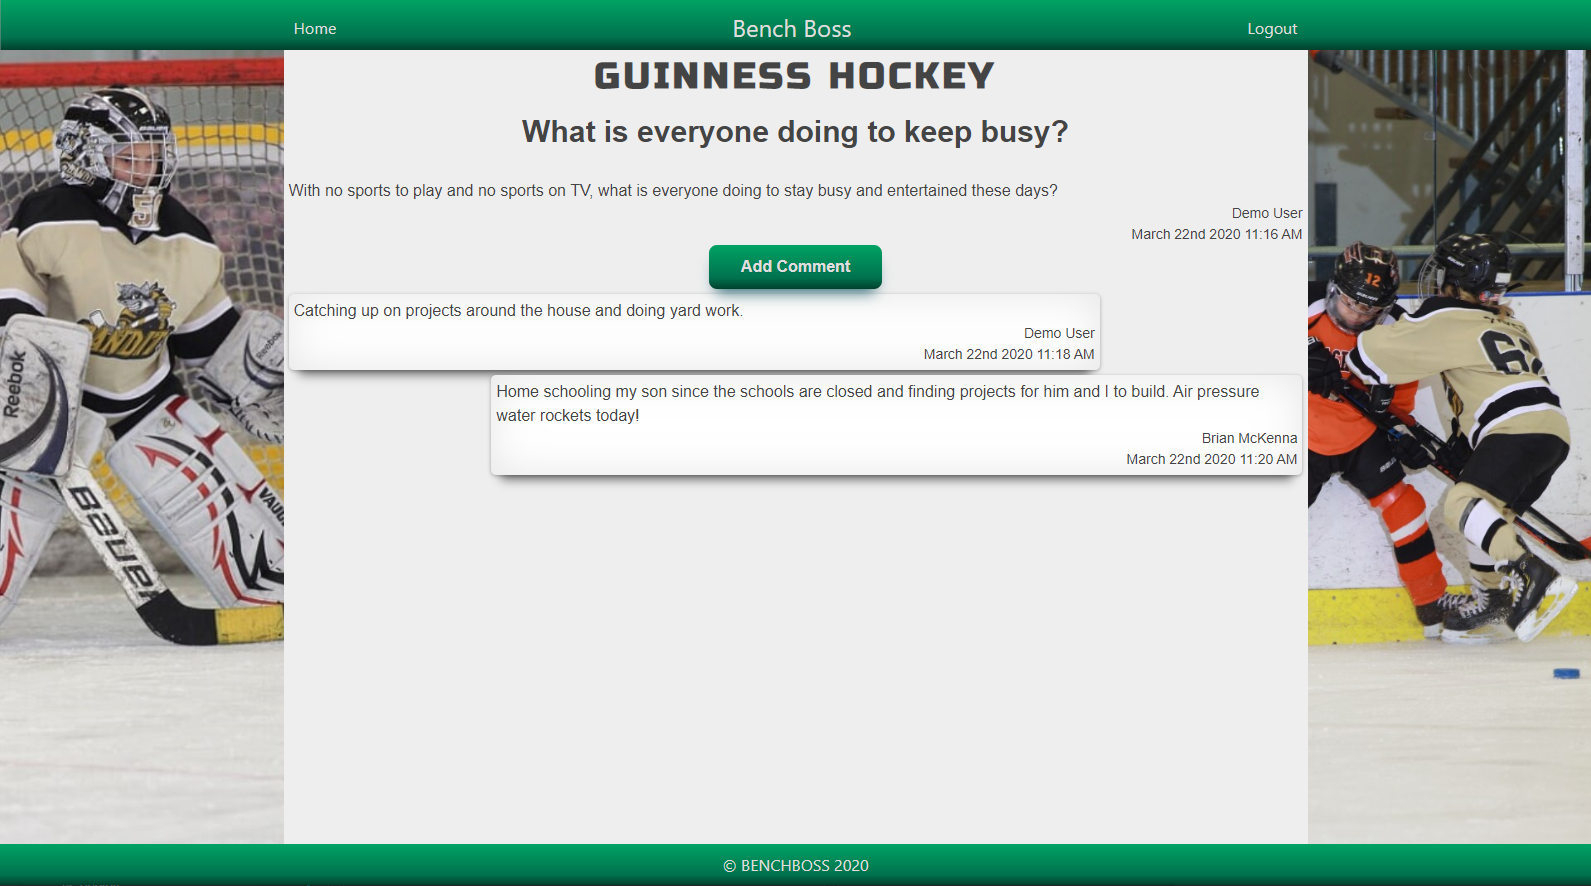 Home
Bench Boss
Logout
GUINNESS HOCKEY
What is everyone doing to keep busy?
With no sports to play and no sports on TV, what is everyone doing to stay busy and entertained these days?
Demo User
March 22nd 2020 11:16 AM
Add Comment
Catching up on projects around the house and doing yard work.
Demo User
March 22nd 2020 11:18 AM
Home schooling my son since the schools are closed and finding projects for him and I to build. Air pressure
water rockets today!
Brian McKenna
March 22nd 2020 11:20 AM
Reebok
Bauer
12
© BENCHBOSS 2020